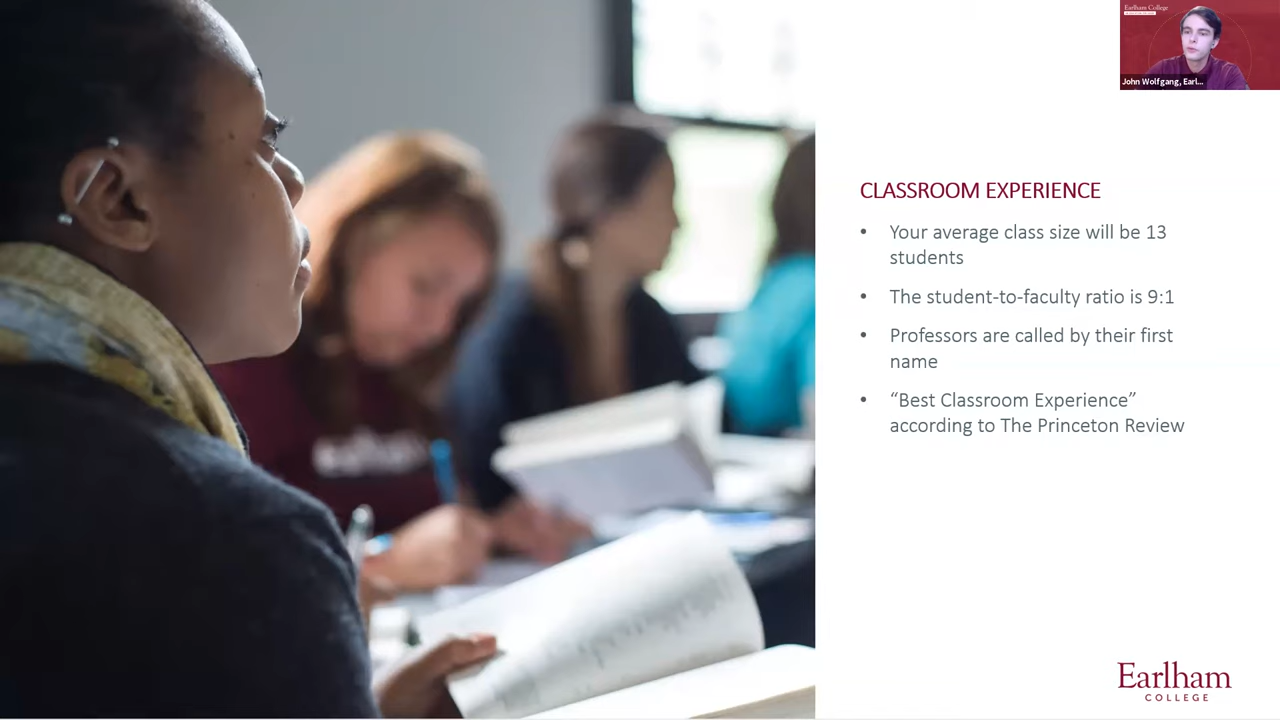 Earlham College
John Wolfgang, Earl...
CLASSROOM EXPERIENCE
• Your average class size will be 13
students
• The student-to-faculty ratio is 9:1
• Professors are called by their first
name
• “Best Classroom Experience”
according to The Princeton Review
Earlham
Earlham
COLLEGE